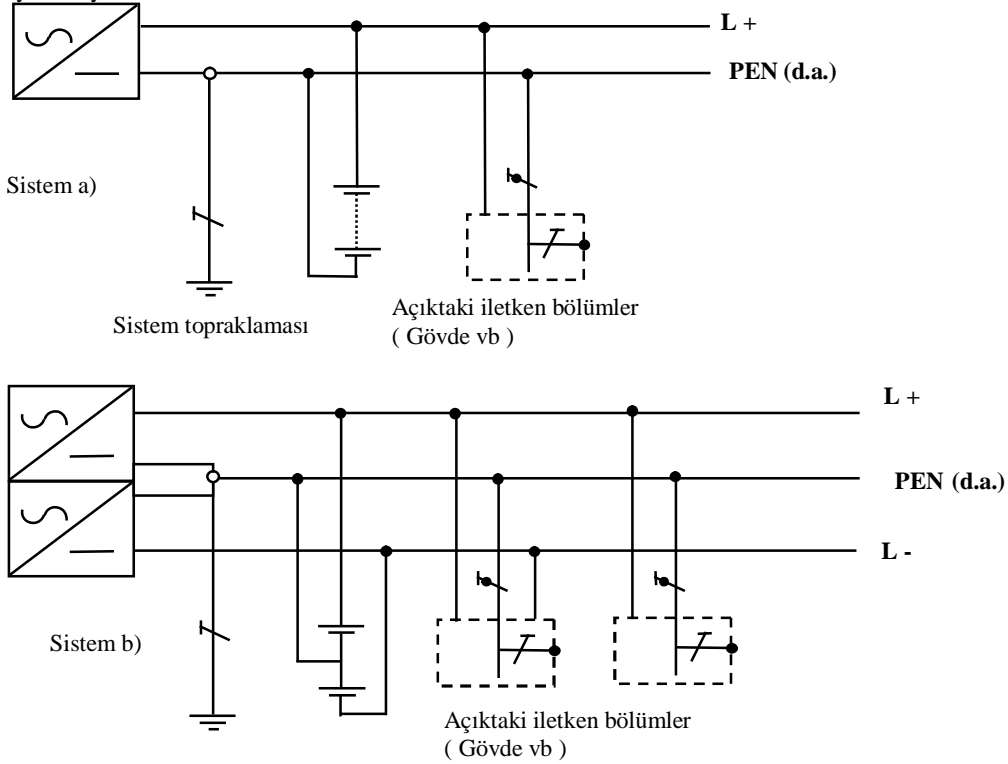 L +
PEN (d.a.)
Sistem a)
Açıktaki iletken bölümler
( Gövde vb )
Sistem topraklaması
L +
PEN (d.a.)
L -
Sistem b)
Açıktaki iletken bölümler
( Gövde vb )